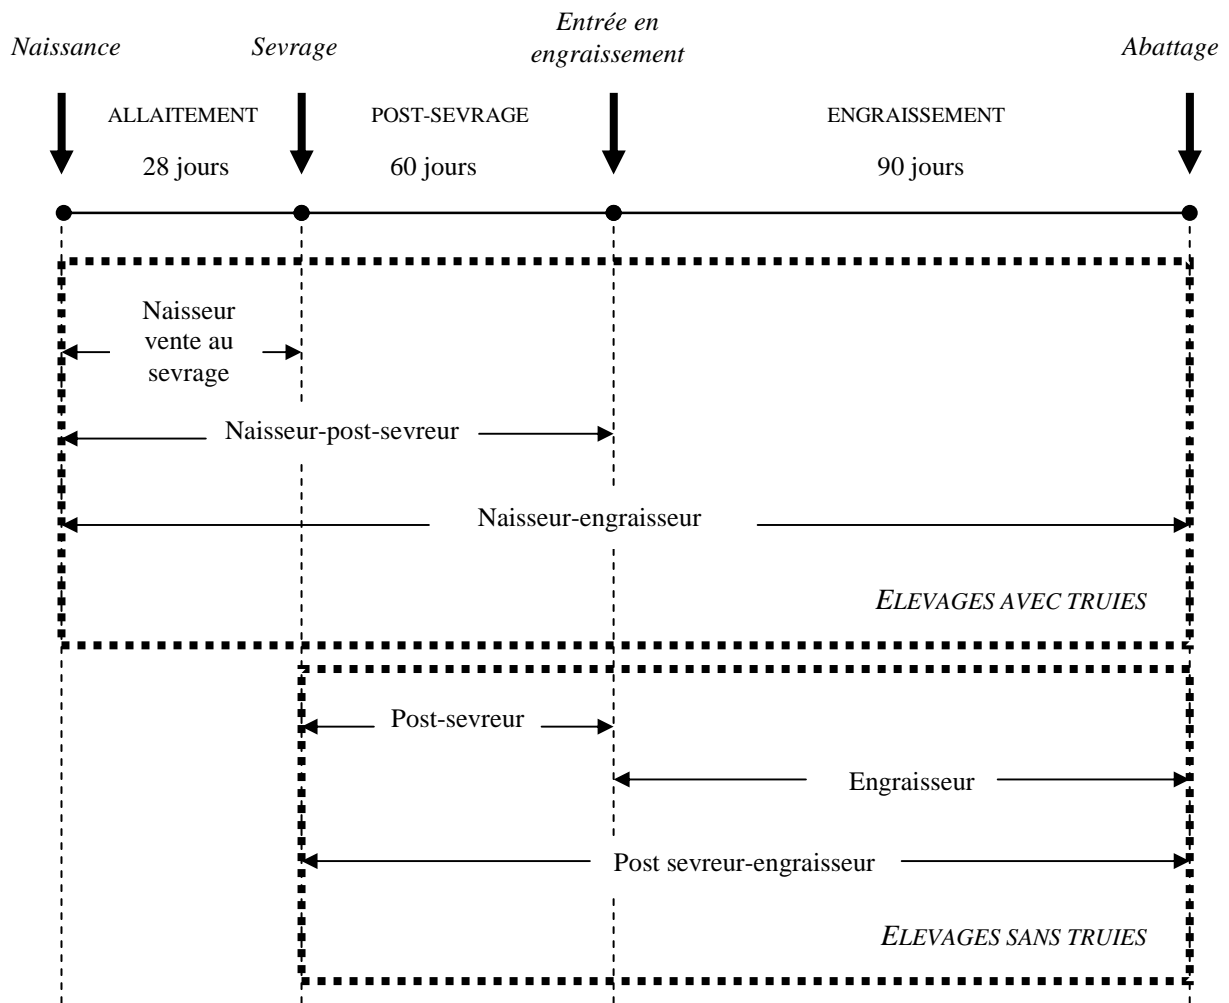 Naissance
Sevrage
Entrée en
engraissement
Abattage
ALLAITEMENT
POST-SEVRAGE
ENGRAISSEMENT
28 jours
60 jours
90 jours
Naisseur
vente au
sevrage
Naisseur-post-sevreur
Naisseur-engraisseur
ELEVAGES AVEC TRUIES
Post-sevreur
Engraisseur
Post sevreur-engraisseur
ELEVAGES SANS TRUIES